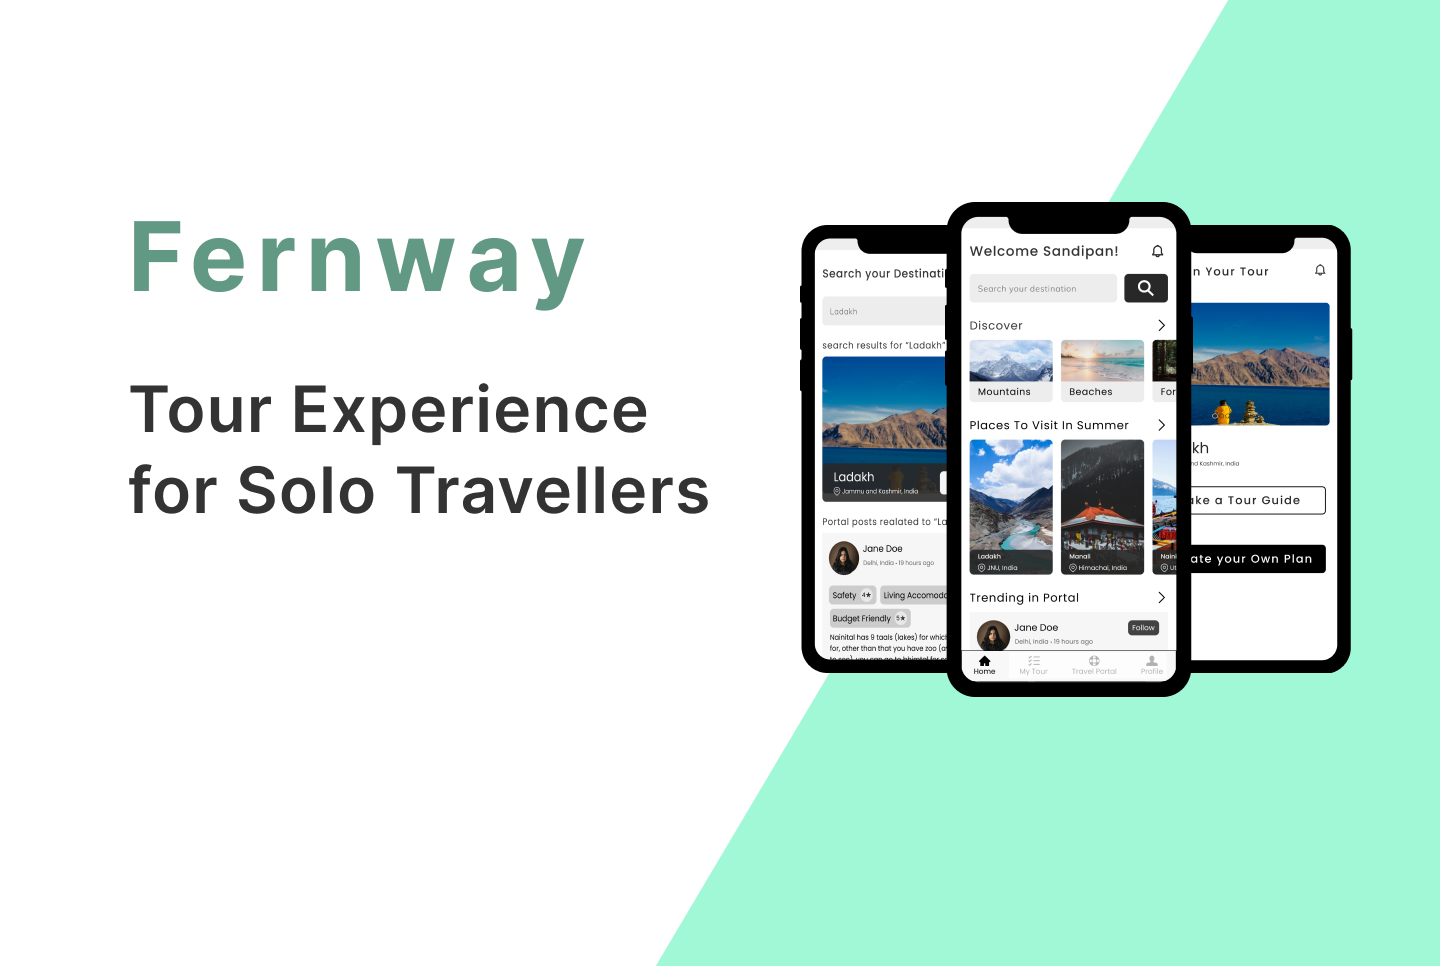 Fernway
Tour Experience
for Solo Travellers
Search your Destinati
Ladakh
search results for “Ladakh”
Ladakh
Jammu and Kashmir, India
Portal posts realated to “La
Jane Doe
Delhi, India • 19 hours ago
Safety 4★ Living Accomoda
Budget Friendly 5★
Nainital has 9 taals (lakes) for which
for, other than that you have zoo (a
Welcome Sandipan!
Search your destination
Discover
Mountains Beaches For
Places To Visit In Summer
Ladakh Manali Naini
JNU, India Himachal, India
Trending in Portal
Jane Doe Follow
Delhi, India • 19 hours ago
Home My Tour Travel Portal Profile
n Your Tour
kh
nd Kashmir, India
ke a Tour Guide
ate your Own Plan